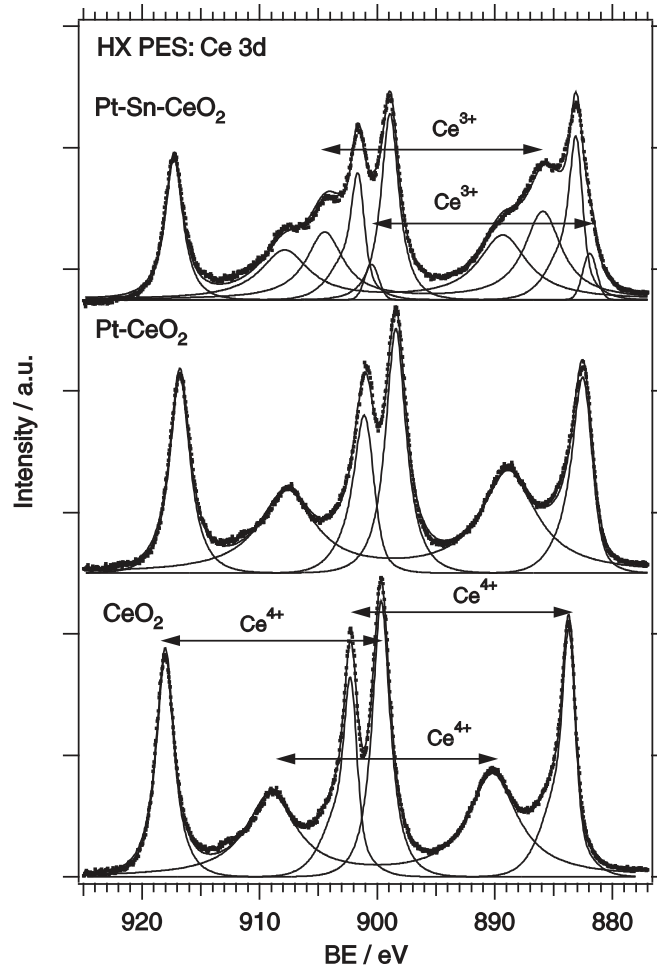 HX PES: Ce 3d
Pt-Sn-CeO₂
Ce³⁺
Ce³⁺
Pt-CeO₂
Intensity / a.u.
CeO₂
Ce⁴⁺
Ce⁴⁺
Ce⁴⁺
920 910 900 890 880
BE / eV